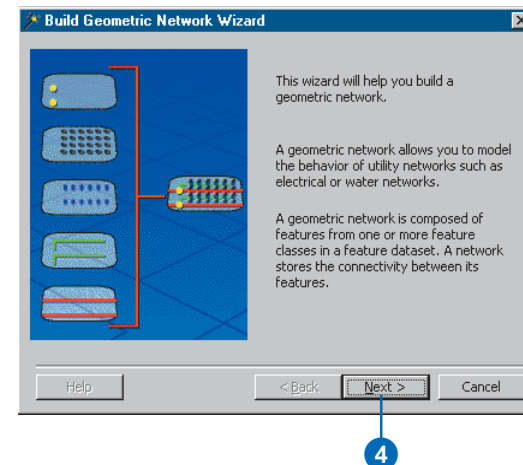 Build Geometric Network Wizard
This wizard will help you build a
geometric network.
A geometric network allows you to model
the behavior of utility networks such as
electrical or water networks.
A geometric network is composed of
features from one or more feature
classes in a feature dataset. A network
stores the connectivity between its
features.
Help
< Back
Next >
Cancel
4